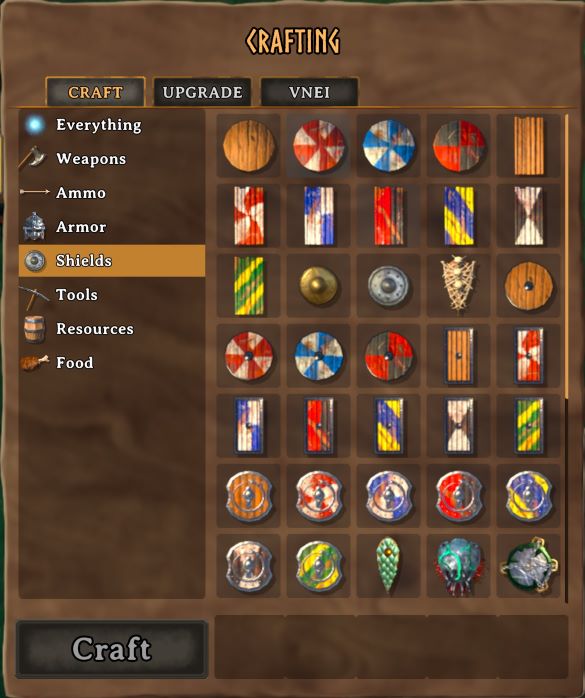 CRAFTING
CRAFT
UPGRADE
VNEI
Everything
Weapons
Ammo
Armor
Shields
Tools
Resources
Food
Craft